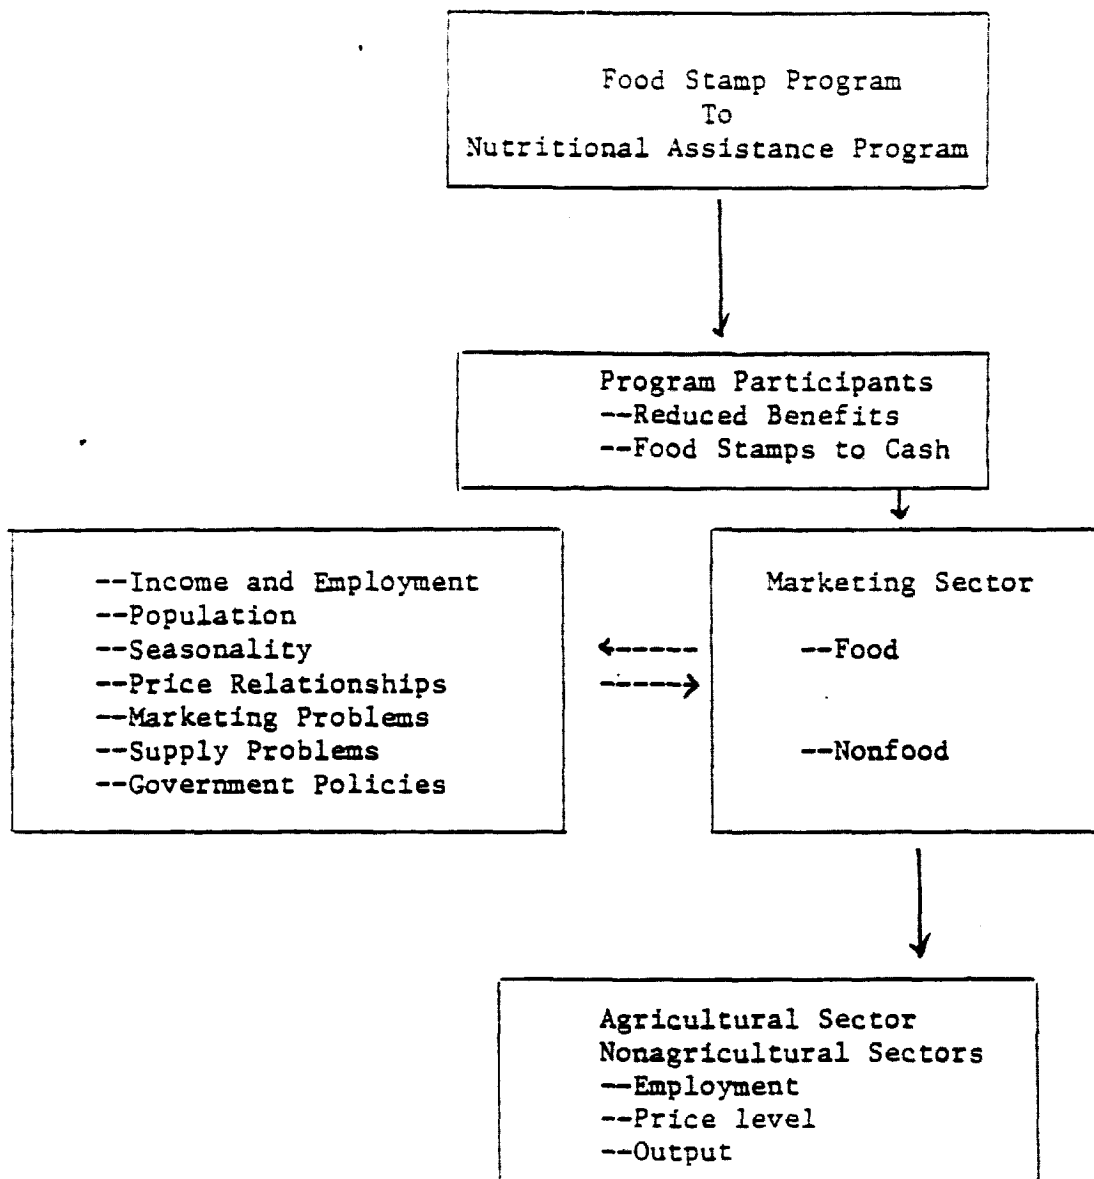 Food Stamp Program
To
Nutritional Assistance Program
Program Participants
--Reduced Benefits
--Food Stamps to Cash
--Income and Employment
--Population
--Seasonality
--Price Relationships
--Marketing Problems
--Supply Problems
--Government Policies
Marketing Sector
--Food
--Nonfood
Agricultural Sector
Nonagricultural Sectors
--Employment
--Price level
--Output